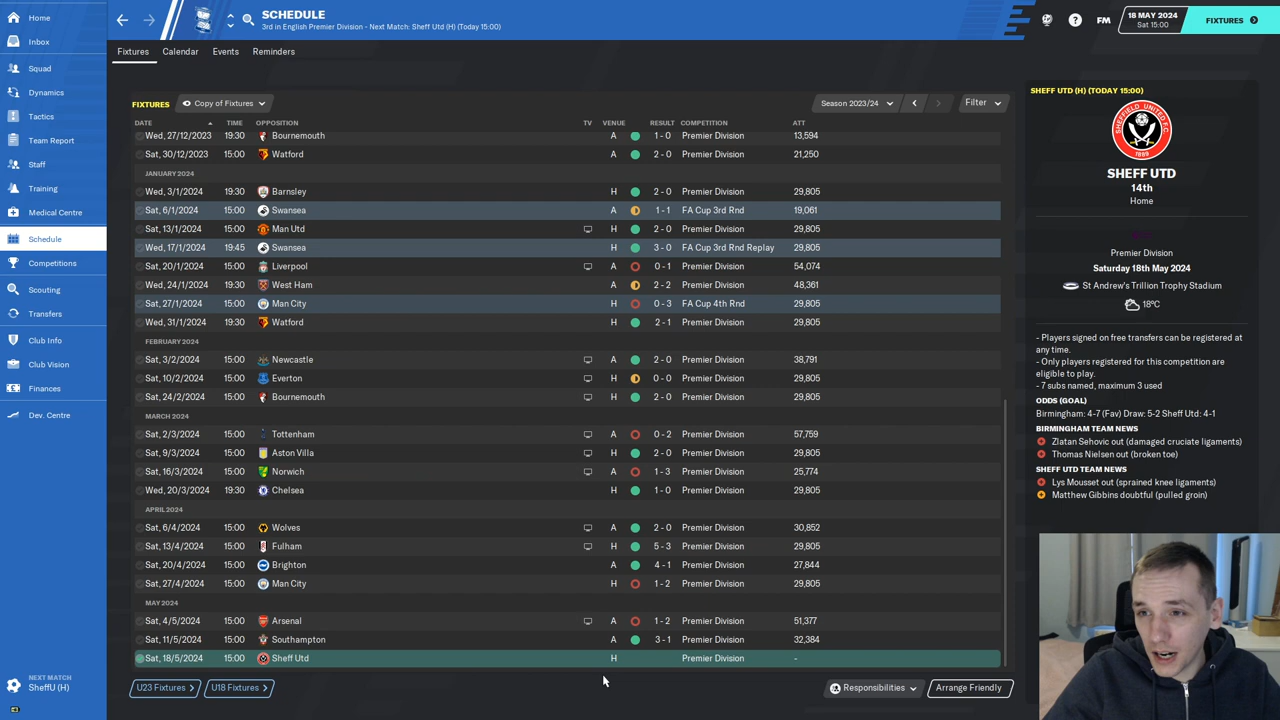 Home
Inbox
Squad
Dynamics
Tactics
Team Report
Staff
Training
Medical Centre
Schedule
Competitions
Scouting
Transfers
Club Info
Club Vision
Finances
Dev. Centre
NEXT MATCH
SheffU (H)
SCHEDULE
3rd in English Premier Division - Next Match: Sheff Utd (H) (Today 15:00)
FM
18 MAY 2024
Sat 15:00
FIXTURES
Fixtures Calendar Events Reminders
FIXTURES Copy of Fixtures Season 2023/24 Filter
DATE TIME OPPOSITION TV VENUE RESULT COMPETITION ATT
Wed, 27/12/2023 19:30 Bournemouth A 1 - 0 Premier Division 13,594
Sat, 30/12/2023 15:00 Watford A 2 - 0 Premier Division 21,250
JANUARY 2024
Wed, 3/1/2024 19:30 Barnsley H 2 - 0 Premier Division 29,805
Sat, 6/1/2024 15:00 Swansea A 1 - 1 FA Cup 3rd Rnd 19,061
Sat, 13/1/2024 15:00 Man Utd H 2 - 0 Premier Division 29,805
Wed, 17/1/2024 19:45 Swansea H 3 - 0 FA Cup 3rd Rnd Replay 29,805
Sat, 20/1/2024 15:00 Liverpool A 0 - 1 Premier Division 54,074
Wed, 24/1/2024 19:30 West Ham A 2 - 2 Premier Division 48,361
Sat, 27/1/2024 15:00 Man City H 0 - 3 FA Cup 4th Rnd 29,805
Wed, 31/1/2024 19:30 Watford H 2 - 1 Premier Division 29,805
FEBRUARY 2024
Sat, 3/2/2024 15:00 Newcastle A 2 - 0 Premier Division 38,791
Sat, 10/2/2024 15:00 Everton H 0 - 0 Premier Division 29,805
Sat, 24/2/2024 15:00 Bournemouth H 2 - 0 Premier Division 29,805
MARCH 2024
Sat, 2/3/2024 15:00 Tottenham A 0 - 2 Premier Division 57,759
Sat, 9/3/2024 15:00 Aston Villa H 2 - 0 Premier Division 29,805
Sat, 16/3/2024 15:00 Norwich A 1 - 3 Premier Division 25,774
Wed, 20/3/2024 19:30 Chelsea H 1 - 0 Premier Division 29,805
APRIL 2024
Sat, 6/4/2024 15:00 Wolves A 2 - 0 Premier Division 30,852
Sat, 13/4/2024 15:00 Fulham H 5 - 3 Premier Division 29,805
Sat, 20/4/2024 15:00 Brighton A 4 - 1 Premier Division 27,844
Sat, 27/4/2024 15:00 Man City H 1 - 2 Premier Division 29,805
MAY 2024
Sat, 4/5/2024 15:00 Arsenal A 1 - 2 Premier Division 51,377
Sat, 11/5/2024 15:00 Southampton A 3 - 1 Premier Division 32,384
Sat, 18/5/2024 15:00 Sheff Utd H Premier Division -
U23 Fixtures U18 Fixtures Responsibilities Arrange Friendly
SHEFF UTD (H) (TODAY 15:00)
SHEFFIELD UNITED F.C.
1889
SHEFF UTD
14th
Home
Premier Division
Saturday 18th May 2024
St Andrew's Trillion Trophy Stadium
18°C
- Players signed on free transfers can be registered at
any time.
- Only players registered for this competition are
eligible to play.
- 7 subs named, maximum 3 used
ODDS (GOAL)
Birmingham: 4-7 (Fav) Draw: 5-2 Sheff Utd: 4-1
BIRMINGHAM TEAM NEWS
Zlatan Sehovic out (damaged cruciate ligaments)
Thomas Nielsen out (broken toe)
SHEFF UTD TEAM NEWS
Lys Mousset out (sprained knee ligaments)
Matthew Gibbins doubtful (pulled groin)